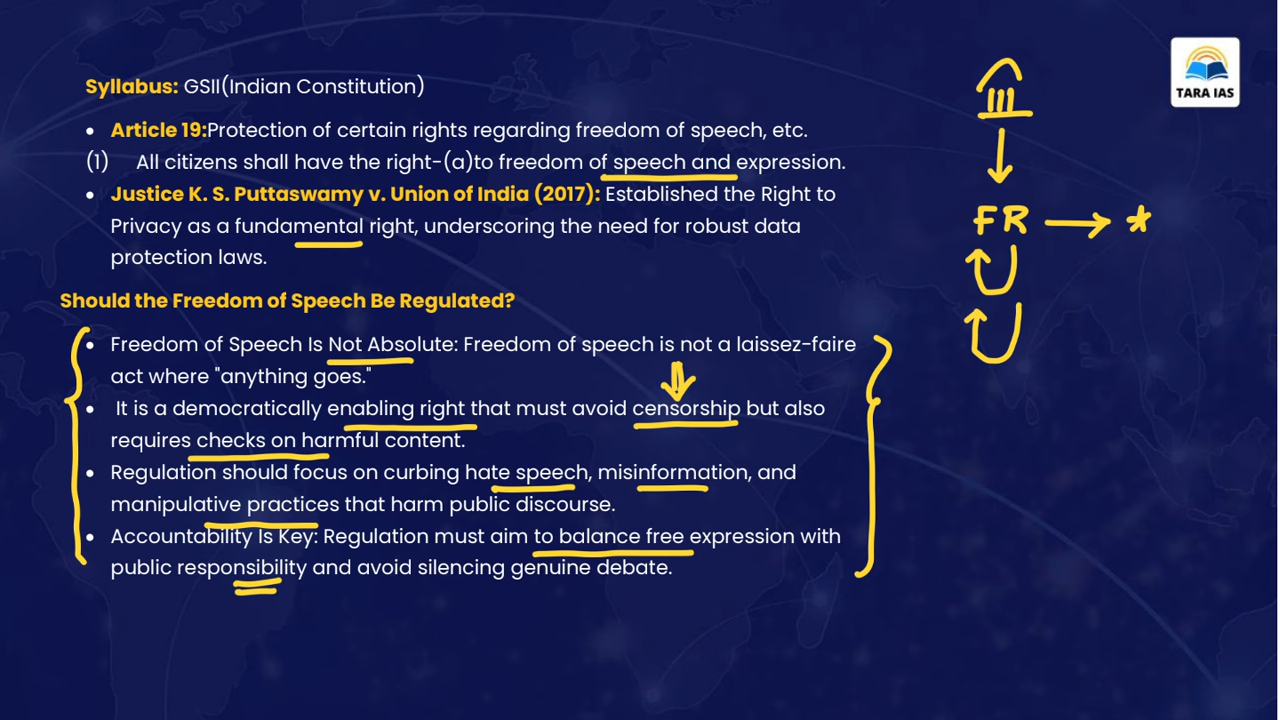 Syllabus: GSII(Indian Constitution)
• Article 19:Protection of certain rights regarding freedom of speech, etc.
(1) All citizens shall have the right-(a)to freedom of speech and expression.
• Justice K. S. Puttaswamy v. Union of India (2017): Established the Right to
Privacy as a fundamental right, underscoring the need for robust data
protection laws.
Should the Freedom of Speech Be Regulated?
• Freedom of Speech Is Not Absolute: Freedom of speech is not a laissez-faire
act where "anything goes."
• It is a democratically enabling right that must avoid censorship but also
requires checks on harmful content.
• Regulation should focus on curbing hate speech, misinformation, and
manipulative practices that harm public discourse.
• Accountability Is Key: Regulation must aim to balance free expression with
public responsibility and avoid silencing genuine debate.
III
FR → *
TARA IAS